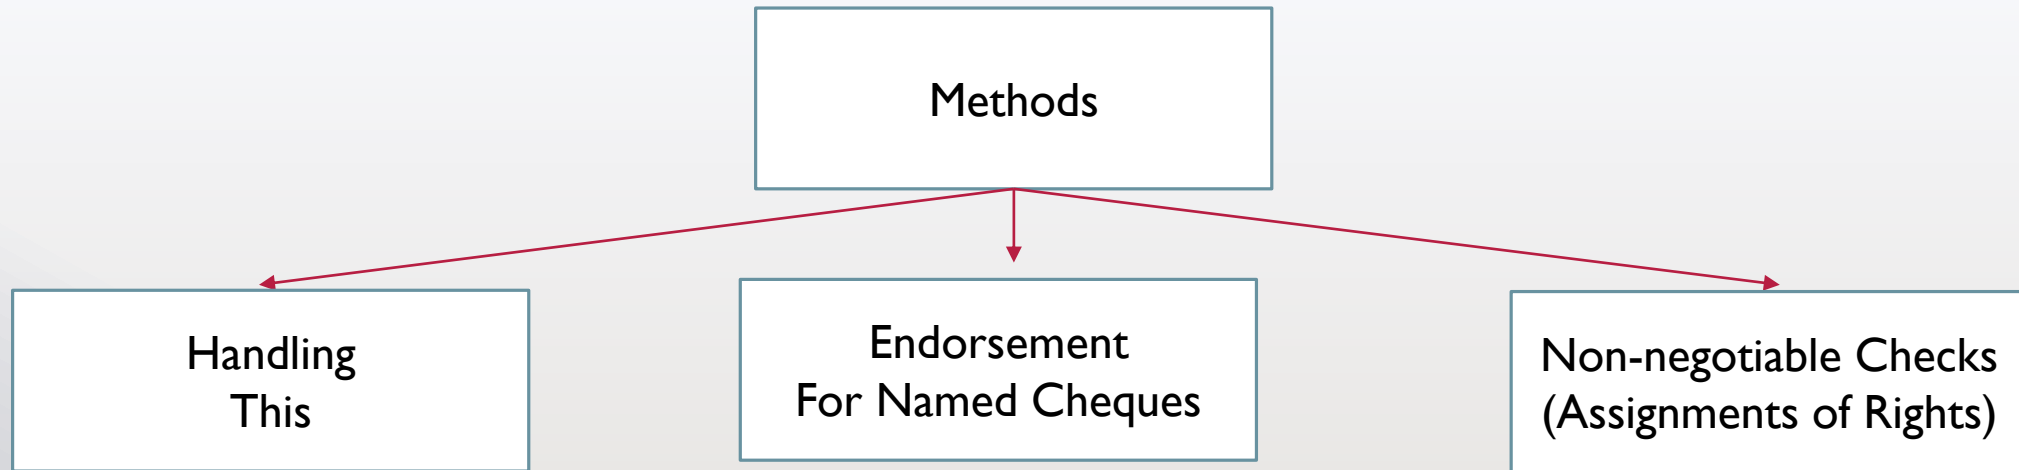 Methods
Handling
This
Endorsement
For Named Cheques
Non-negotiable Checks
(Assignments of Rights)